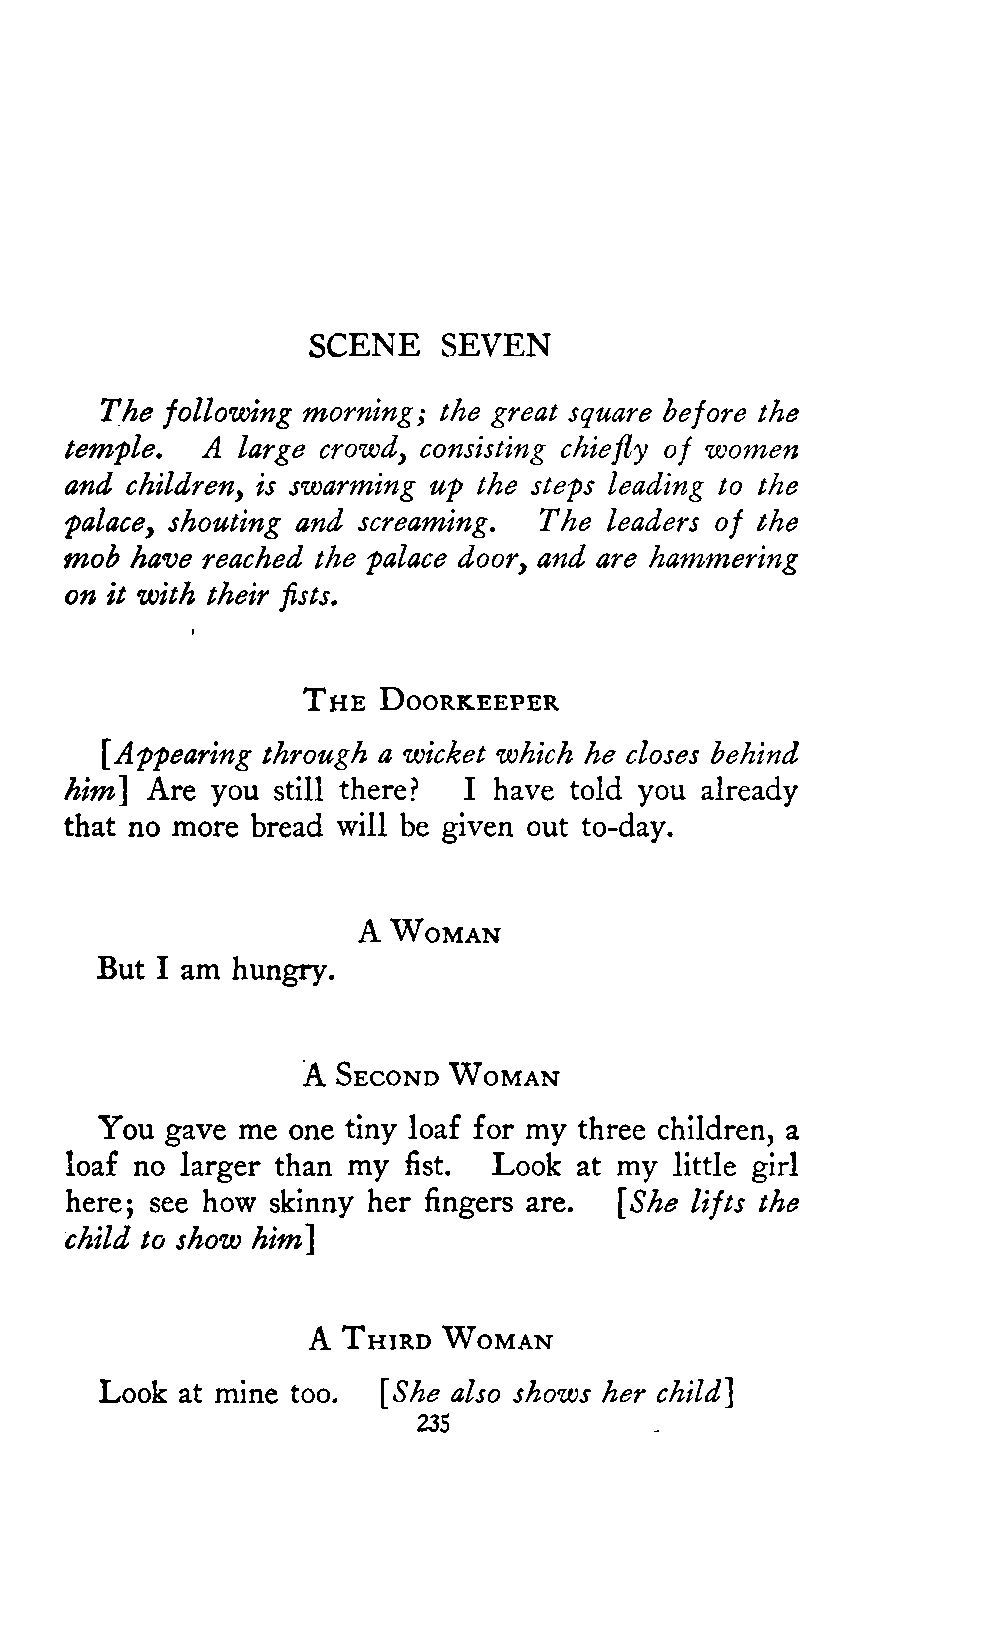 SCENE SEVEN
The following morning; the great square before the
temple. A large crowd, consisting chiefly of women
and children, is swarming up the steps leading to the
palace, shouting and screaming. The leaders of the
mob have reached the palace door, and are hammering
on it with their fists.
THE DOORKEEPER
[Appearing through a wicket which he closes behind
him] Are you still there? I have told you already
that no more bread will be given out to-day.
A WOMAN
But I am hungry.
A SECOND WOMAN
You gave me one tiny loaf for my three children, a
loaf no larger than my fist. Look at my little girl
here; see how skinny her fingers are. [She lifts the
child to show him]
A THIRD WOMAN
Look at mine too. [She also shows her child]
235